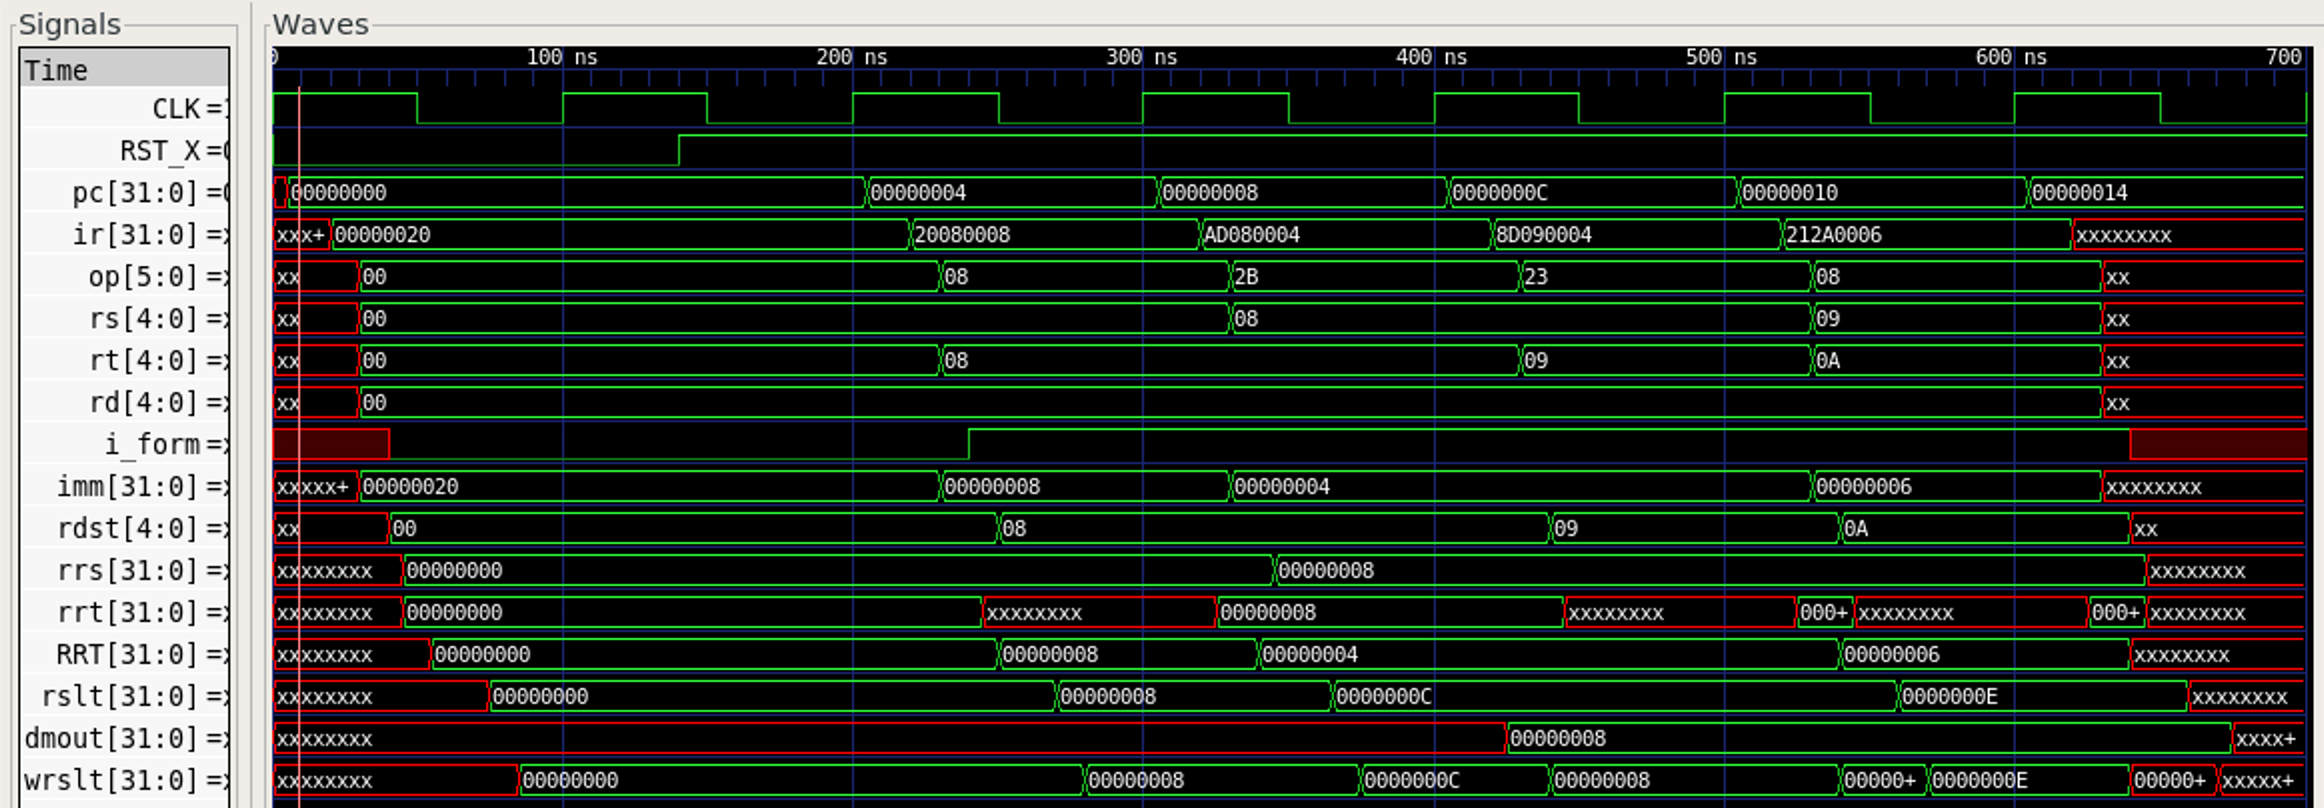 Signals Waves
Time 0 100 ns 200 ns 300 ns 400 ns 500 ns 600 ns 700
CLK =1
RST_X =0
pc[31:0] =0 00000000 00000004 00000008 0000000C 00000010 00000014
ir[31:0] =x xxx+ 00000020 20080008 AD080004 8D090004 212A0006 xxxxxxxx
op[5:0] =x xx 00 08 2B 23 08 xx
rs[4:0] =x xx 00 08 09 xx
rt[4:0] =x xx 00 08 09 0A xx
rd[4:0] =x xx 00 xx
i_form =x
imm[31:0] =x xxxxx+ 00000020 00000008 00000004 00000006 xxxxxxxx
rdst[4:0] =x xx 00 08 09 0A xx
rrs[31:0] =x xxxxxxxx 00000000 00000008 xxxxxxxx
rrt[31:0] =x xxxxxxxx 00000000 xxxxxxxx 00000008 xxxxxxxx 000+ xxxxxxxx 000+ xxxxxxxx
RRT[31:0] =x xxxxxxxx 00000000 00000008 00000004 00000006 xxxxxxxx
rslt[31:0] =x xxxxxxxx 00000000 00000008 0000000C 0000000E xxxxxxxx
dmout[31:0] =x xxxxxxxx 00000008 xxxx+
wrslt[31:0] =x xxxxxxxx 00000000 00000008 0000000C 00000008 00000+ 0000000E 00000+ xxxxx+